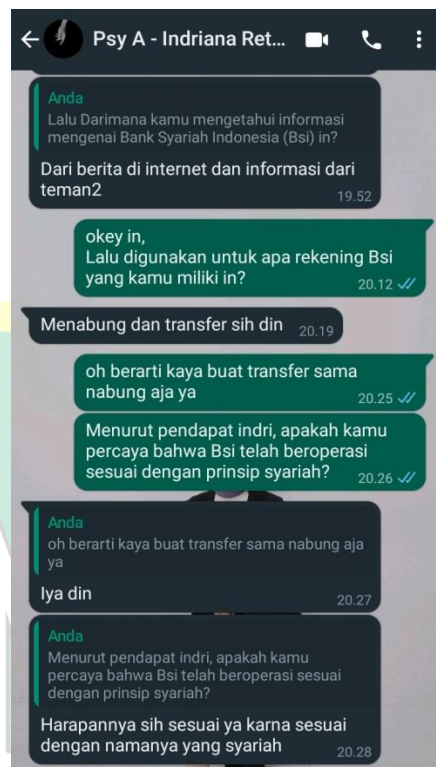 Psy A - Indriana Ret...
Anda
Lalu Darimana kamu mengetahui informasi
mengenai Bank Syariah Indonesia (Bsi) in?
Dari berita di internet dan informasi dari
teman2
19.52
okey in,
Lalu digunakan untuk apa rekening Bsi
yang kamu miliki in?
20.12
Menabung dan transfer sih din 20.19
oh berarti kaya buat transfer sama
nabung aja ya
20.25
Menurut pendapat indri, apakah kamu
percaya bahwa Bsi telah beroperasi
sesuai dengan prinsip syariah?
20.26
Anda
oh berarti kaya buat transfer sama nabung aja
ya
Iya din
20.27
Anda
Menurut pendapat indri, apakah kamu
percaya bahwa Bsi telah beroperasi sesuai
dengan prinsip syariah?
Harapannya sih sesuai ya karna sesuai
dengan namanya yang syariah
20.28